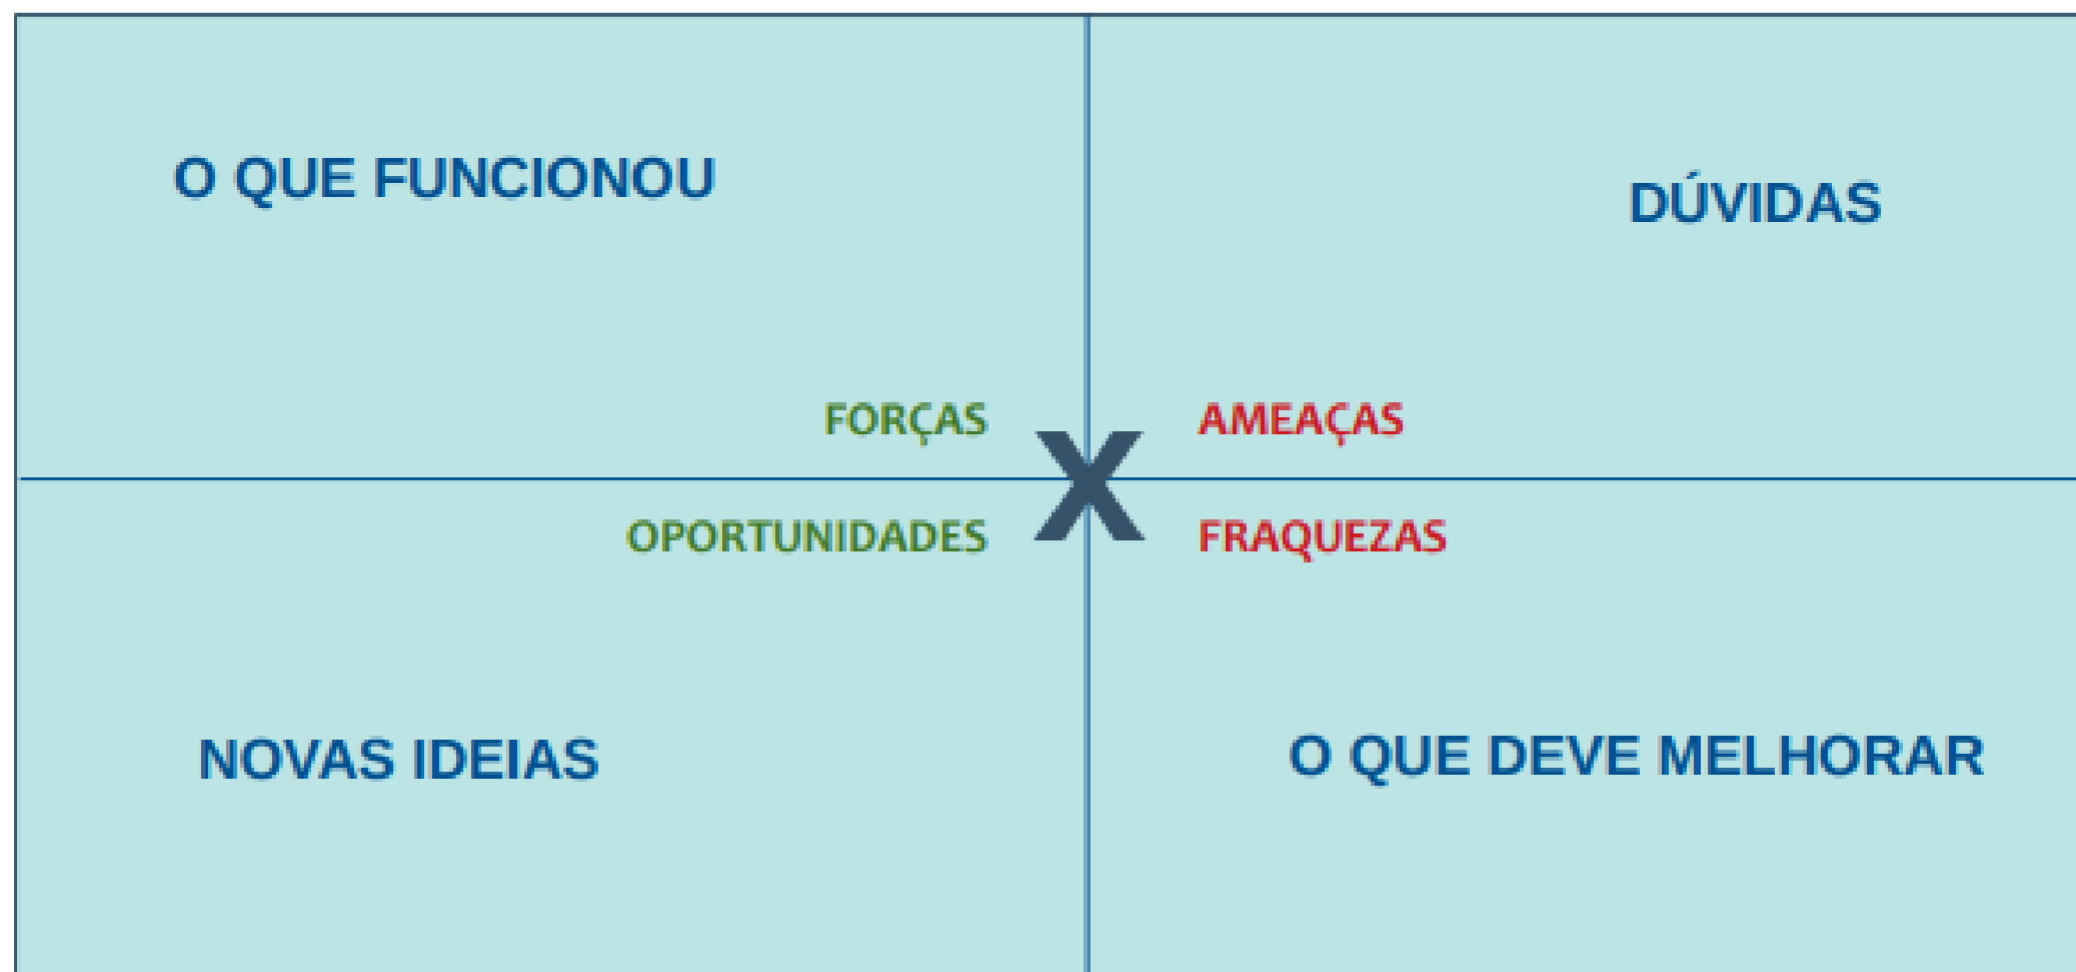 O QUE FUNCIONOU
DÚVIDAS
FORÇAS
AMEAÇAS
X
OPORTUNIDADES
FRAQUEZAS
NOVAS IDEIAS
O QUE DEVE MELHORAR